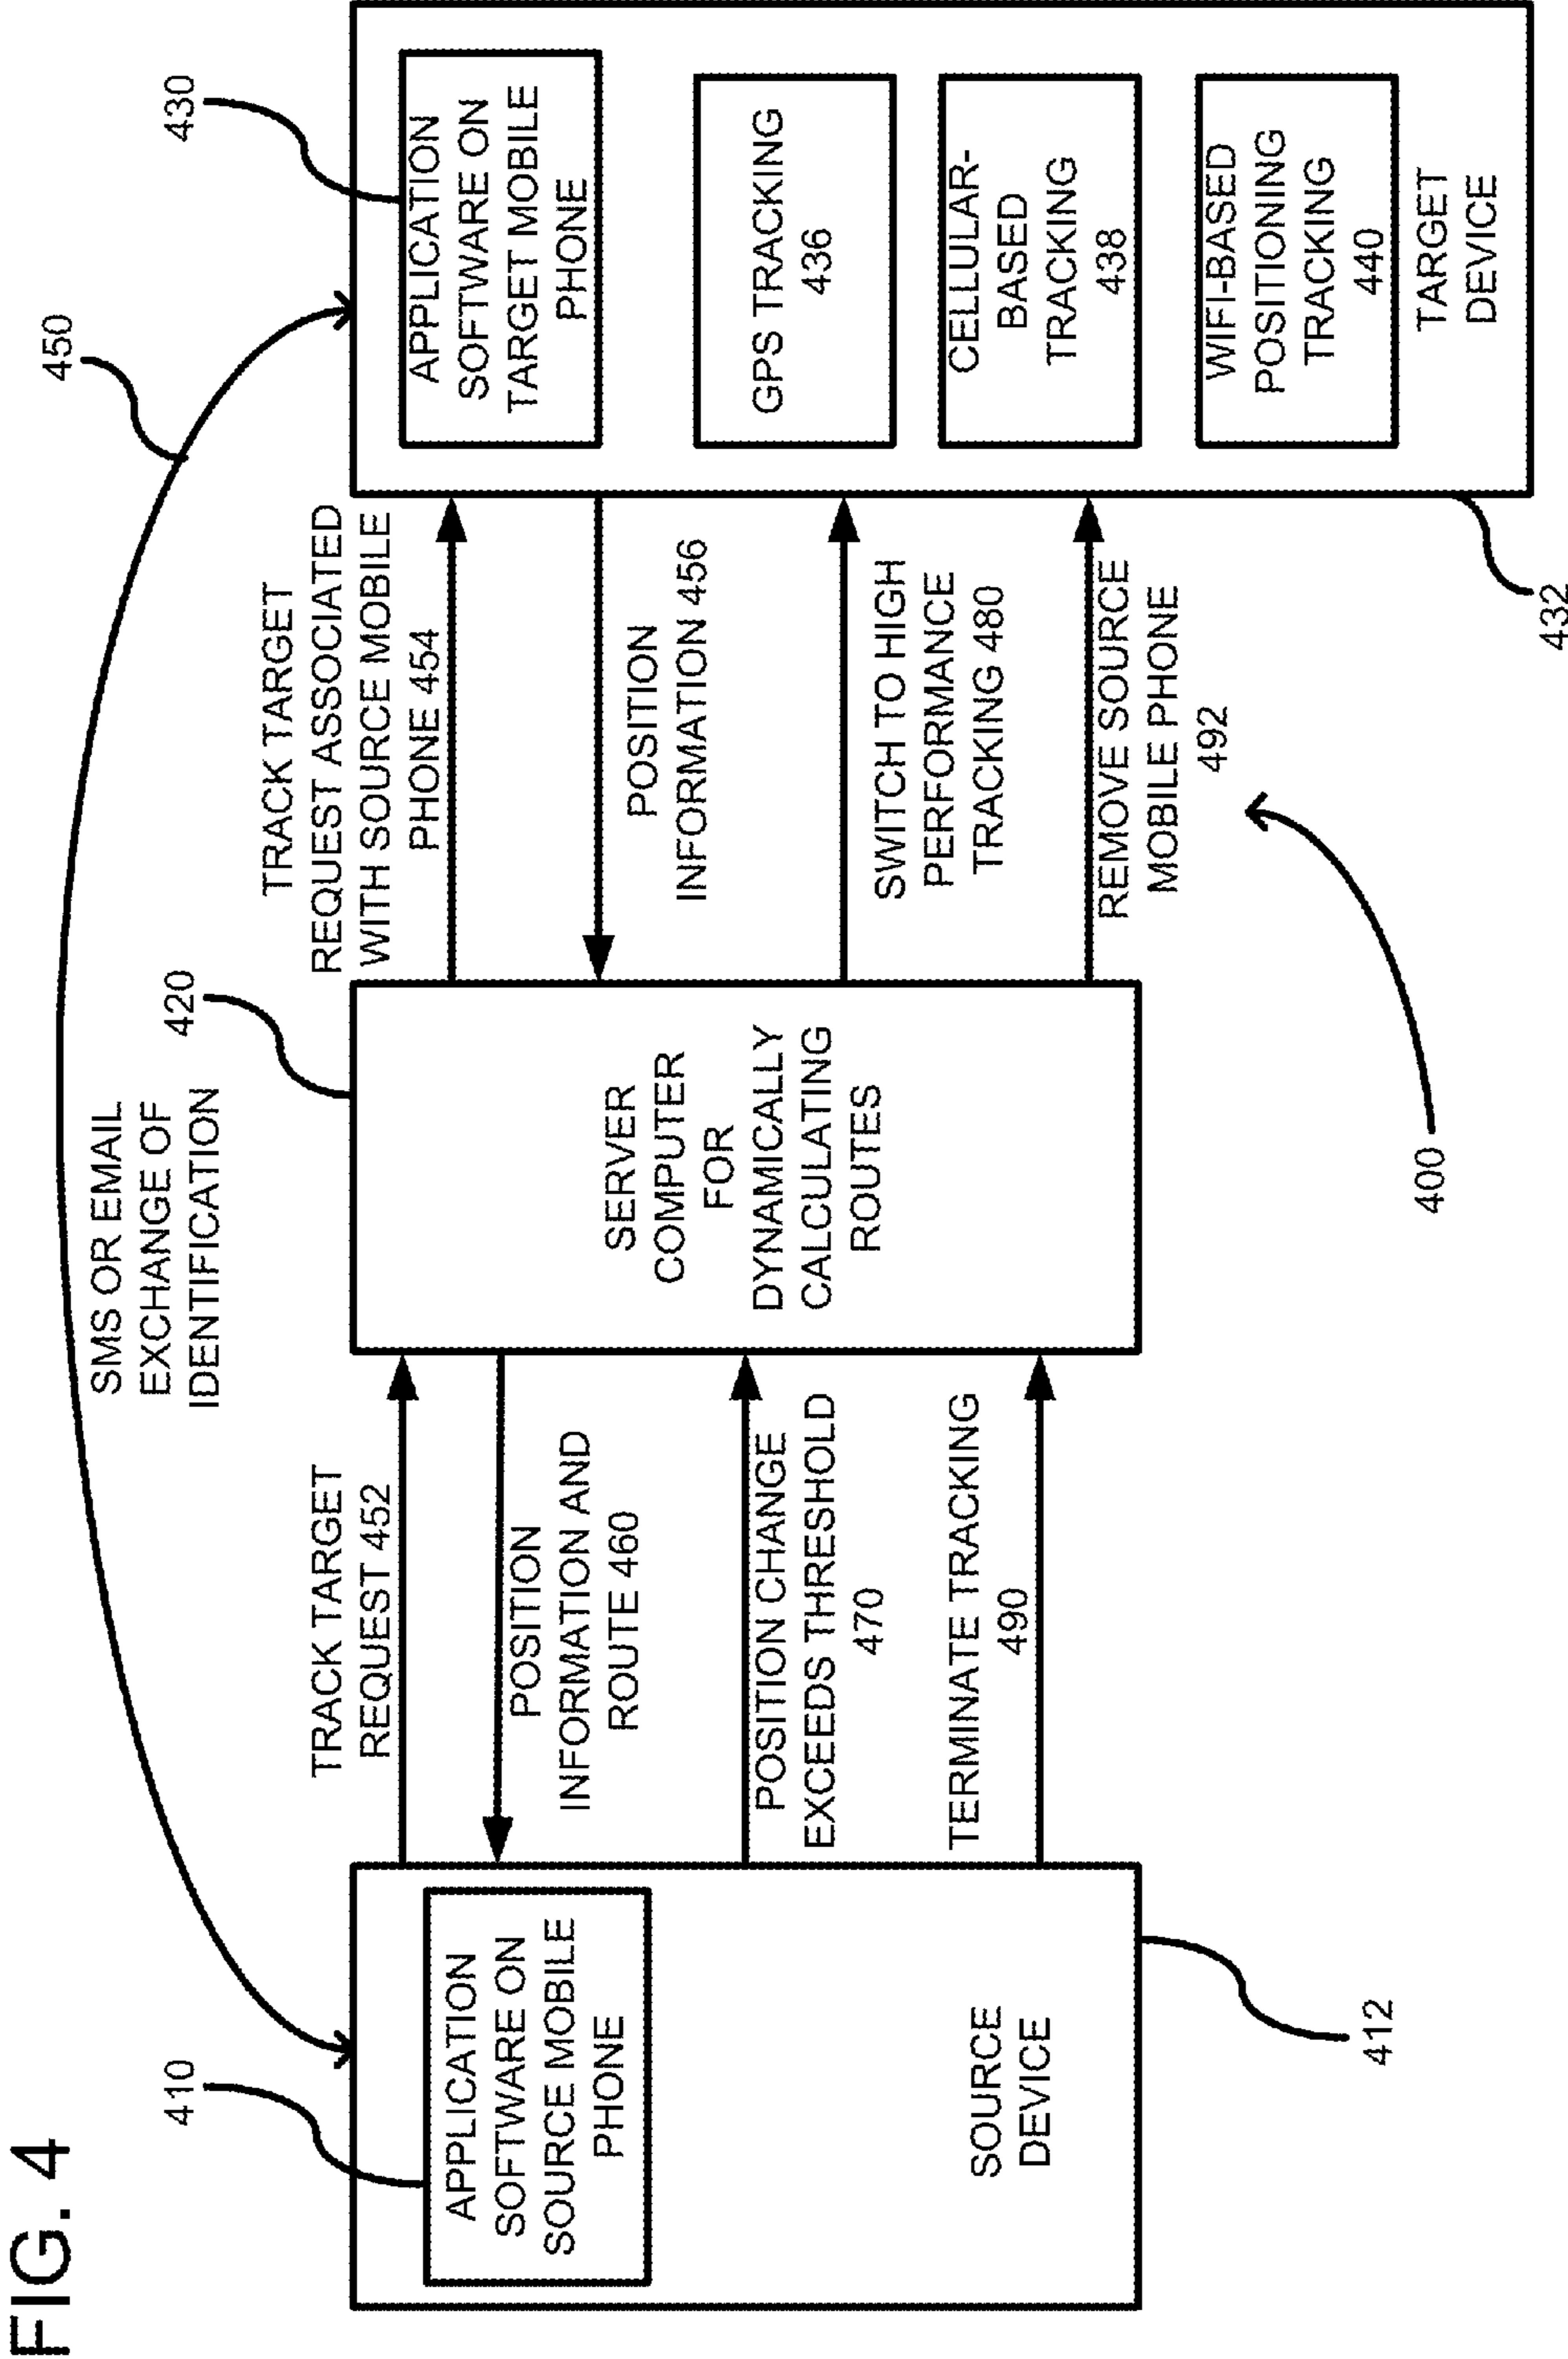 FIG. 4
450
SMS OR EMAIL
EXCHANGE OF
IDENTIFICATION
410
APPLICATION
SOFTWARE ON
SOURCE MOBILE
PHONE
SOURCE
DEVICE
412
TRACK TARGET
REQUEST 452
POSITION
INFORMATION AND
ROUTE 460
POSITION CHANGE
EXCEEDS THRESHOLD
470
TERMINATE TRACKING
490
420
SERVER
COMPUTER
FOR
DYNAMICALLY
CALCULATING
ROUTES
TRACK TARGET
REQUEST ASSOCIATED
WITH SOURCE MOBILE
PHONE 454
POSITION
INFORMATION 456
SWITCH TO HIGH
PERFORMANCE
TRACKING 480
REMOVE SOURCE
MOBILE PHONE
492
400
430
APPLICATION
SOFTWARE ON
TARGET MOBILE
PHONE
GPS TRACKING
436
CELLULAR-
BASED
TRACKING
438
WIFI-BASED
POSITIONING
TRACKING
440
TARGET
DEVICE
432